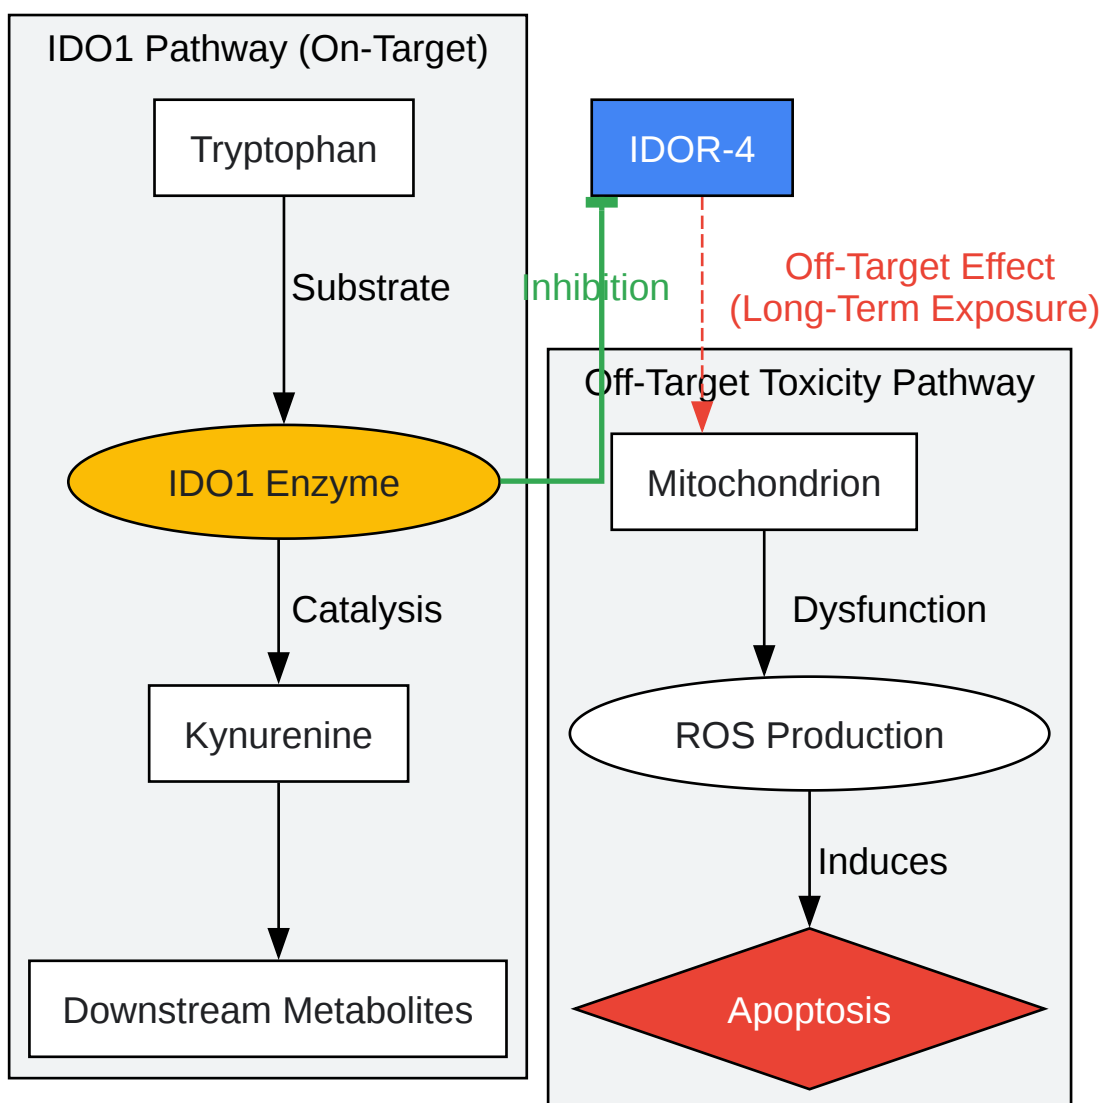 IDO1 Pathway (On-Target)
Tryptophan
Substrate
IDO1 Enzyme
Catalysis
Kynurenine
Downstream Metabolites
IDOR-4
Inhibition
Off-Target Effect
(Long-Term Exposure)
Off-Target Toxicity Pathway
Mitochondrion
Dysfunction
ROS Production
Induces
Apoptosis